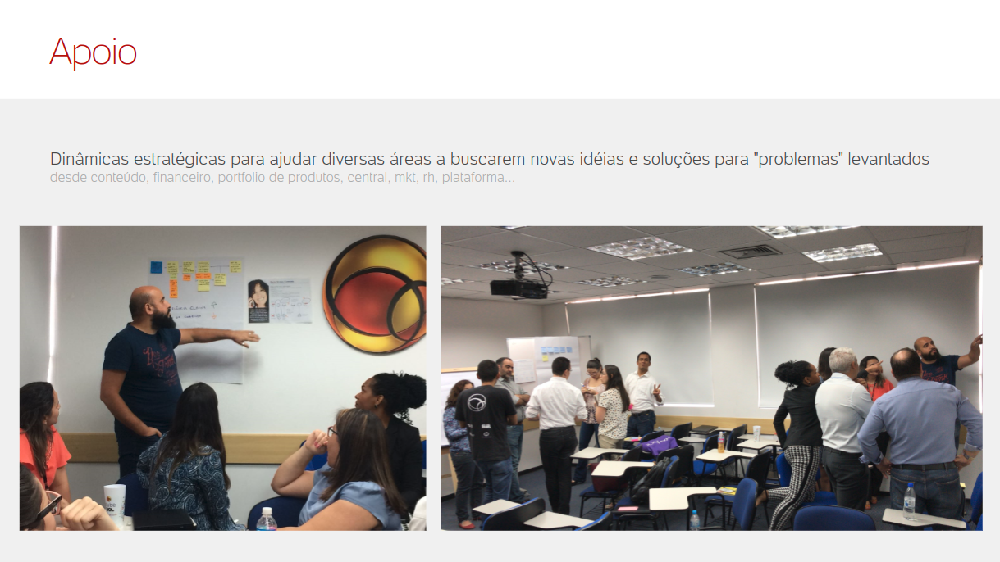 Apoio
Dinâmicas estratégicas para ajudar diversas áreas a buscarem novas idéias e soluções para "problemas" levantados
desde conteúdo, financeiro, portfolio de produtos, central, mkt, rh, plataforma...